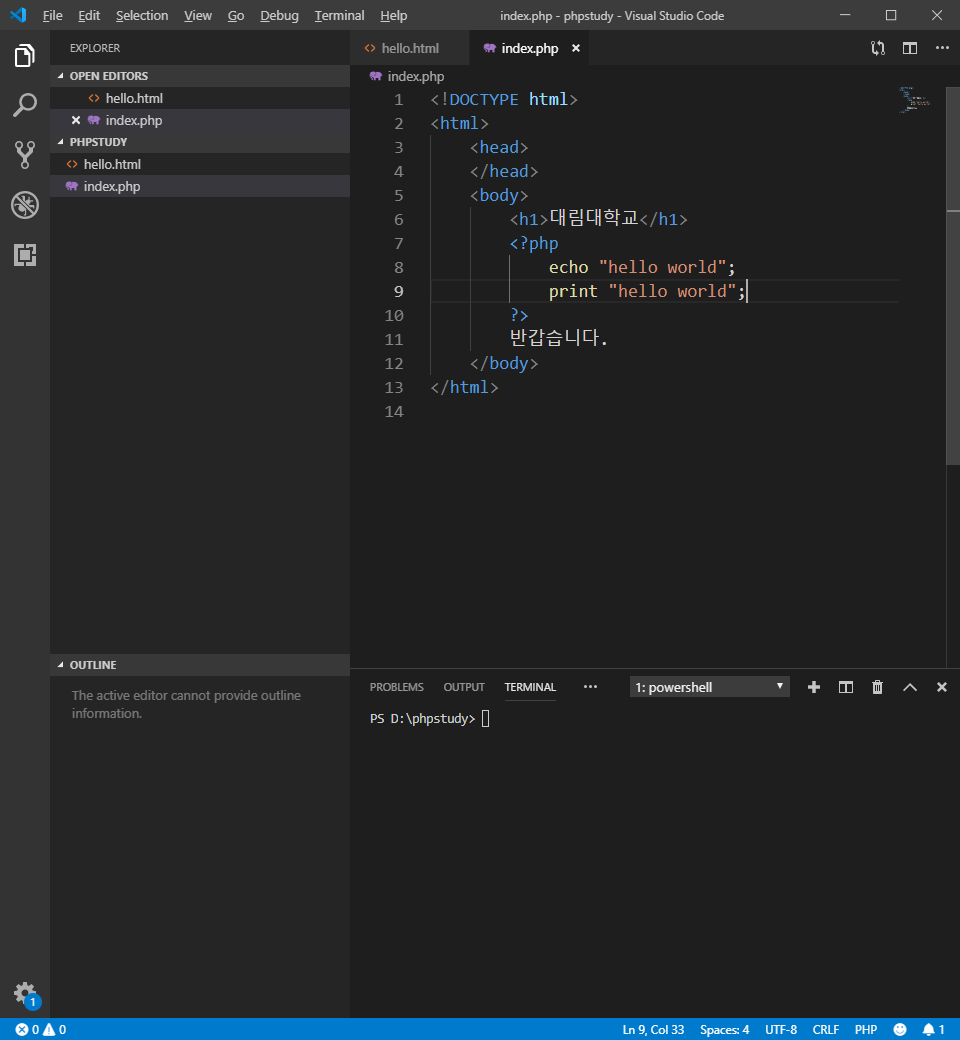 File Edit Selection View Go Debug Terminal Help index.php - phpstudy - Visual Studio Code
EXPLORER
OPEN EDITORS
hello.html
index.php
PHPSTUDY
hello.html
index.php
OUTLINE
The active editor cannot provide outline
information.
hello.html index.php
index.php
1 <!DOCTYPE html>
2 <html>
3 <head>
4 </head>
5 <body>
6 <h1>대림대학교</h1>
7 <?php
8 echo "hello world";
9 print "hello world";
10 ?>
11 반갑습니다.
12 </body>
13 </html>
14
PROBLEMS OUTPUT TERMINAL ••• 1: powershell
PS D:\phpstudy>
1
0 0 Ln 9, Col 33 Spaces: 4 UTF-8 CRLF PHP 1